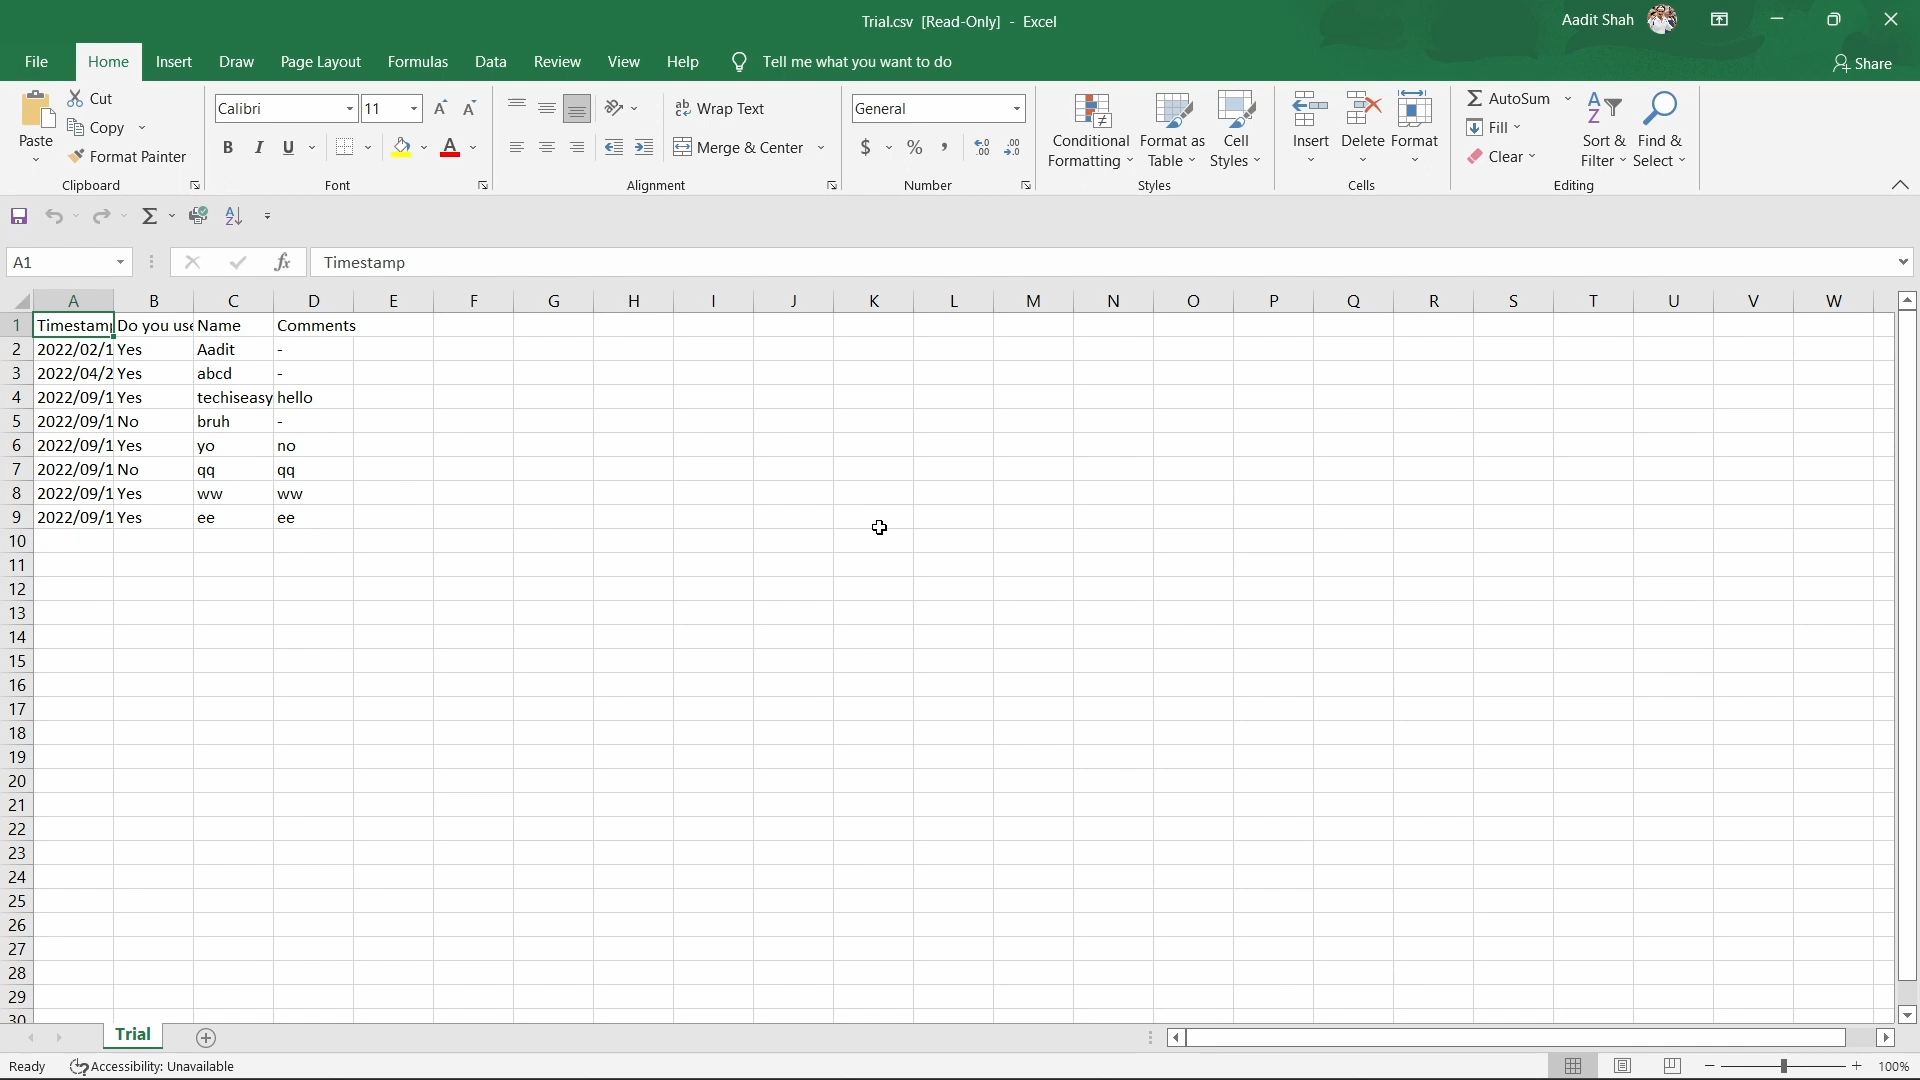 Trial.csv [Read-Only] - Excel
Aadit Shah
File Home Insert Draw Page Layout Formulas Data Review View Help Tell me what you want to do Share
Paste
Cut
Copy
Format Painter
Clipboard
Calibri 11
A A
B I U A
Font
ab Wrap Text
Merge & Center
Alignment
General
$ % ,
Number
Conditional Formatting
Format as Table
Cell Styles
Styles
Insert Delete Format
Cells
Σ AutoSum
Fill
Clear
Sort & Filter
Find & Select
Editing
A1
fx
Timestamp
A B C D E F G H I J K L M N O P Q R S T U V W
1 Timestam Do you use Name Comments
2 2022/02/1 Yes Aadit -
3 2022/04/2 Yes abcd -
4 2022/09/1 Yes techiseasy hello
5 2022/09/1 No bruh -
6 2022/09/1 Yes yo no
7 2022/09/1 No qq qq
8 2022/09/1 Yes ww ww
9 2022/09/1 Yes ee ee
10
11
12
13
14
15
16
17
18
19
20
21
22
23
24
25
26
27
28
29
30
Trial
Ready Accessibility: Unavailable 100%